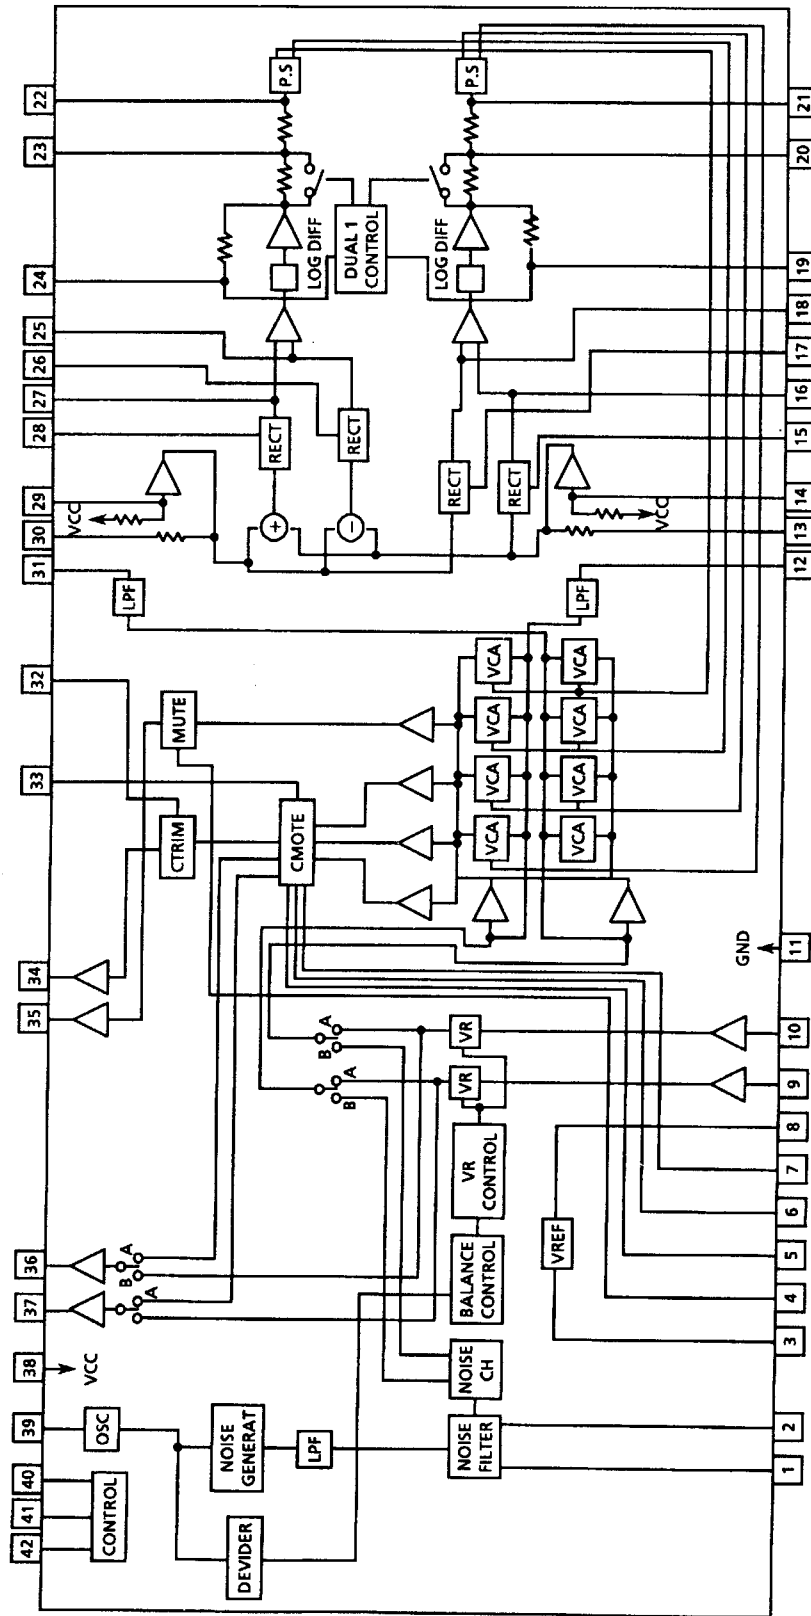 42
41
40
39
38
37
36
35
34
33
32
31
30
29
28
27
26
25
24
23
22
CONTROL
OSC
VCC
DEVIDER
NOISE
GENERAT
LPF
B
A
A
CTRIM
MUTE
CMOTE
LPF
VCC
+
-
RECT
RECT
LOG DIFF
DUAL 1
CONTROL
LOG DIFF
P.S
P.S
B
A
B
A
NOISE
FILTER
NOISE
CH
BALANCE
CONTROL
VR
CONTROL
VR
VR
VREF
VCA
VCA
VCA
VCA
VCA
VCA
VCA
VCA
LPF
RECT
RECT
VCC
GND
1
2
3
4
5
6
7
8
9
10
11
12
13
14
15
16
17
18
19
20
21